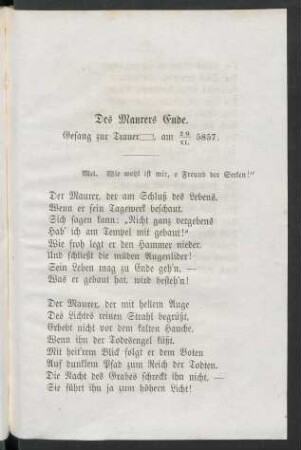 Des Maurers Ende.
Gesang zur Trauer▭, am 29/XI. 5857.
Mel. Wie wohl ist mir, o Freund der Seelen!"
Der Maurer, der am Schluß des Lebens,
Wenn er sein Tagewerk beschaut,
Sich sagen kann: „Nicht ganz vergebens
Hab' ich am Tempel mit gebaut!"
Wie froh legt er den Hammer nieder,
Und schließt die müden Augenlider!
Sein Leben mag zu Ende geh'n, —
Was er gebaut hat, wird besteh'n!
Der Maurer, der mit hellem Auge
Des Lichtes reinen Strahl begrüßt,
Erbebt nicht vor dem kalten Hauche,
Wenn ihn der Todesengel küßt.
Mit heit'rem Blick folgt er dem Boten
Auf dunklem Pfad zum Reich der Todten.
Die Nacht des Grabes schreckt ihn nicht, —
Sie führt ihn ja zum höhern Licht!